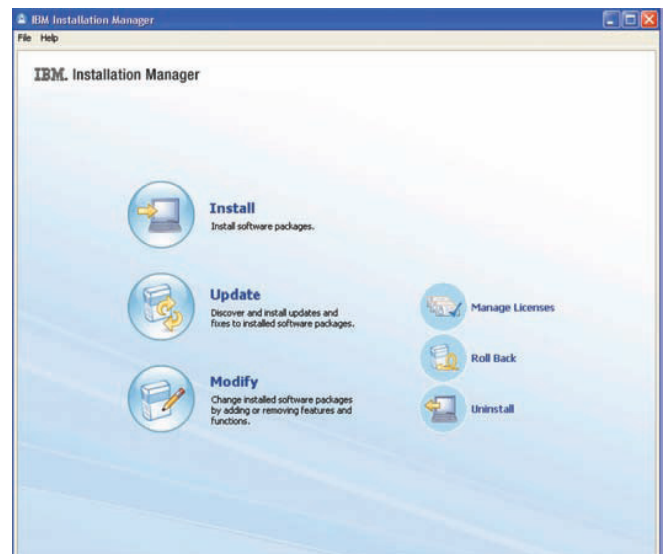 IBM Installation Manager
File Help
IBM. Installation Manager
Install
Install software packages.
Update
Discover and install updates and
fixes to installed software packages.
Modify
Change installed software packages
by adding or removing features and
functions.
Manage Licenses
Roll Back
Uninstall